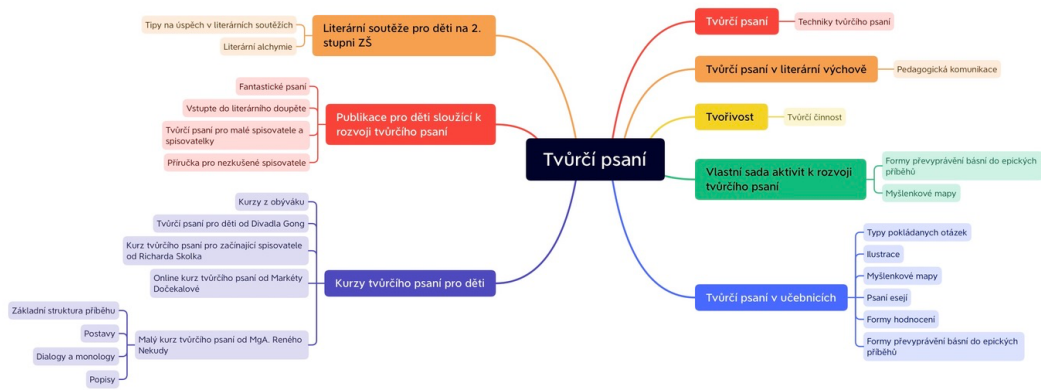 Tvůrčí psaní
Tvůrčí psaní
Techniky tvůrčího psaní
Tvůrčí psaní v literární výchově
Pedagogická komunikace
Tvořivost
Tvůrčí činnost
Vlastní sada aktivit k rozvoji
tvůrčího psaní
Formy převyprávění básní do epických
příběhů
Myšlenkové mapy
Tvůrčí psaní v učebnicích
Typy pokládaných otázek
Ilustrace
Myšlenkové mapy
Psaní esejí
Formy hodnocení
Formy převyprávění básní do epických
příběhů
Literární soutěže pro děti na 2.
stupni ZŠ
Tipy na úspěch v literárních soutěžích
Literární alchymie
Publikace pro děti sloužící k
rozvoji tvůrčího psaní
Fantastické psaní
Vstupte do literárního doupěte
Tvůrčí psaní pro malé spisovatele a
spisovatelky
Příručka pro nezkušené spisovatele
Kurzy tvůrčího psaní pro děti
Kurzy z obýváku
Tvůrčí psaní pro děti od Divadla Gong
Kurz tvůrčího psaní pro začínající spisovatele
od Richarda Skolka
Online kurz tvůrčího psaní od Markéty
Dočekalové
Malý kurz tvůrčího psaní od MgA. Reného
Nekudy
Základní struktura příběhu
Postavy
Dialogy a monology
Popisy